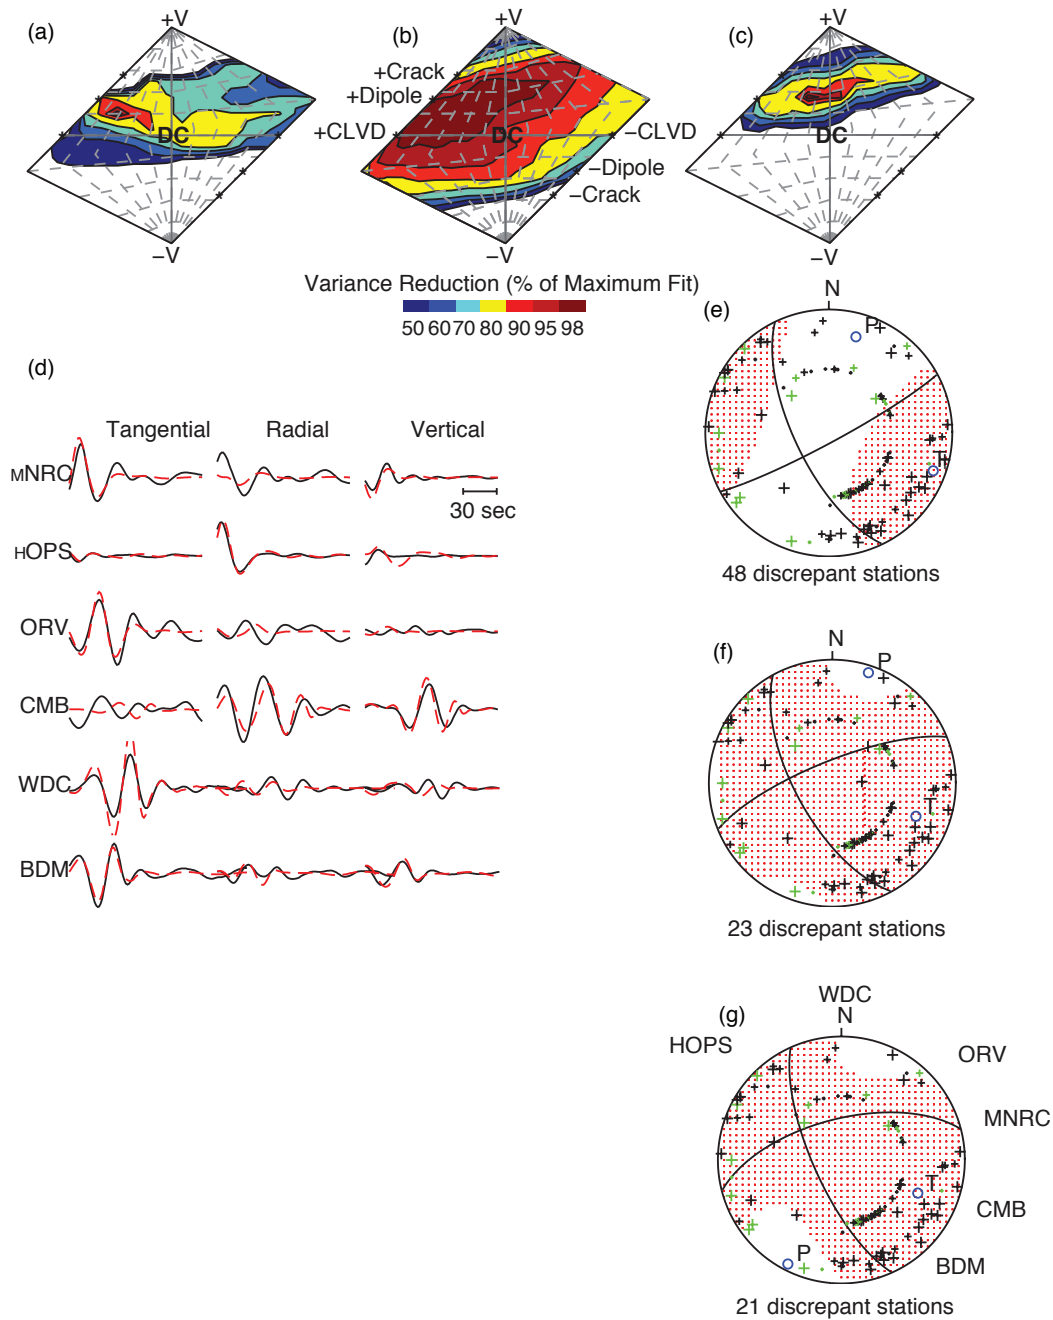 (a)
+V
DC
−V
(b)
+V
+Crack
+Dipole
+CLVD
DC
−CLVD
−Dipole
−Crack
−V
(c)
+V
DC
−V
Variance Reduction (% of Maximum Fit)
50 60 70 80 90 95 98
(d)
Tangential Radial Vertical
MNRC
30 sec
HOPS
ORV
CMB
WDC
BDM
(e)
N
P
T
48 discrepant stations
(f)
N
P
T
23 discrepant stations
(g)
WDC
N
HOPS
ORV
MNRC
T
CMB
P
BDM
21 discrepant stations